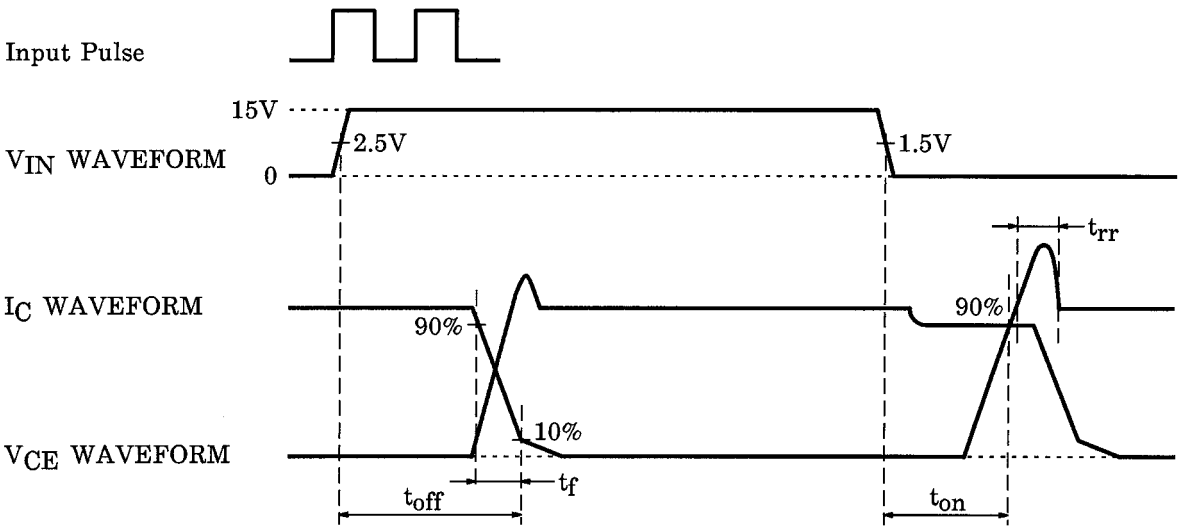 Input Pulse
15V
2.5V
1.5V
VIN WAVEFORM
0
trr
IC WAVEFORM
90%
90%
10%
VCE WAVEFORM
tf
toff
ton